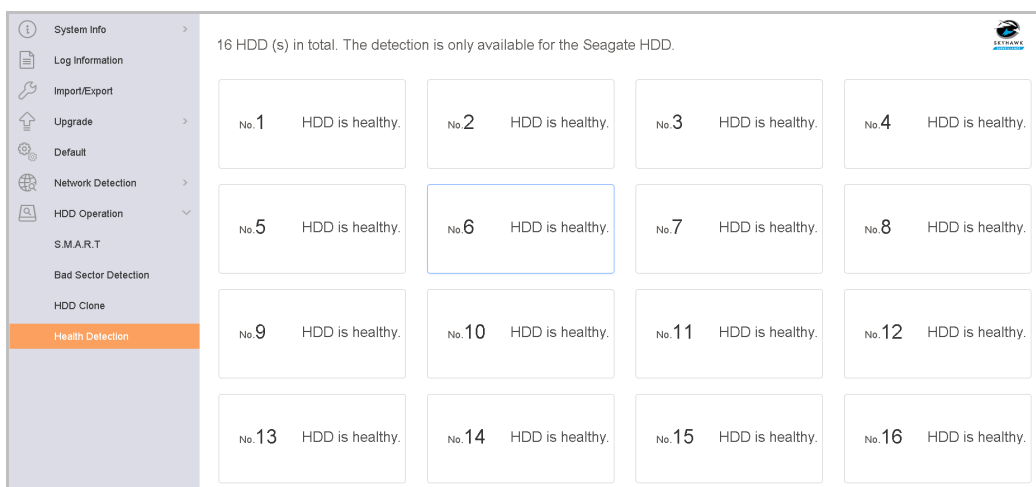 System Info
Log Information
Import/Export
Upgrade
Default
Network Detection
HDD Operation
S.M.A.R.T
Bad Sector Detection
HDD Clone
Health Detection
16 HDD (s) in total. The detection is only available for the Seagate HDD.
SKYHAWK
No.1 HDD is healthy.
No.2 HDD is healthy.
No.3 HDD is healthy.
No.4 HDD is healthy.
No.5 HDD is healthy.
No.6 HDD is healthy.
No.7 HDD is healthy.
No.8 HDD is healthy.
No.9 HDD is healthy.
No.10 HDD is healthy.
No.11 HDD is healthy.
No.12 HDD is healthy.
No.13 HDD is healthy.
No.14 HDD is healthy.
No.15 HDD is healthy.
No.16 HDD is healthy.